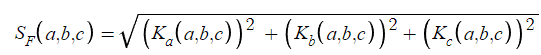 S_F(a,b,c) = √((K_a(a,b,c))² + (K_b(a,b,c))² + (K_c(a,b,c))²)